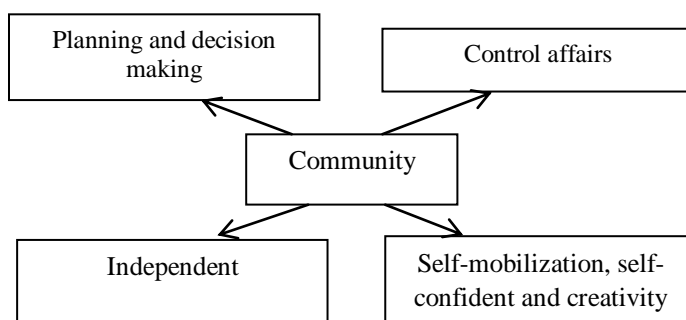 Planning and decision
making
Control affairs
Community
Independent
Self-mobilization, self-
confident and creativity